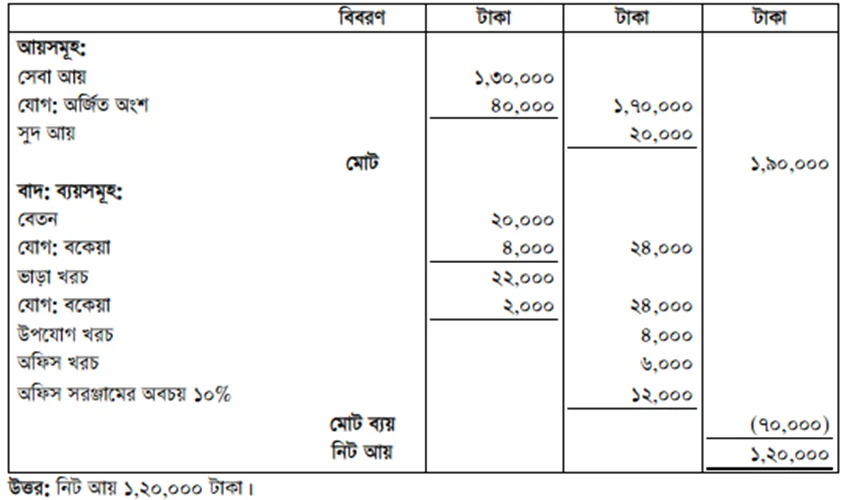 বিবরণ টাকা টাকা টাকা
আয়সমূহ:
সেবা আয় ১,৩০,০০০
যোগ: অর্জিত অংশ ৪০,০০০ ১,৭০,০০০
সুদ আয় ২০,০০০
মোট ১,৯০,০০০
বাদ: ব্যয়সমূহ:
বেতন ২০,০০০
যোগ: বকেয়া ৪,০০০ ২৪,০০০
ভাড়া খরচ ২২,০০০
যোগ: বকেয়া ২,০০০ ২৪,০০০
উপযোগ খরচ ৪,০০০
অফিস খরচ ৬,০০০
অফিস সরঞ্জামের অবচয় ১০% ১২,০০০
মোট ব্যয় (৭০,০০০)
নিট আয় ১,২০,০০০
উত্তর: নিট আয় ১,২০,০০০ টাকা।